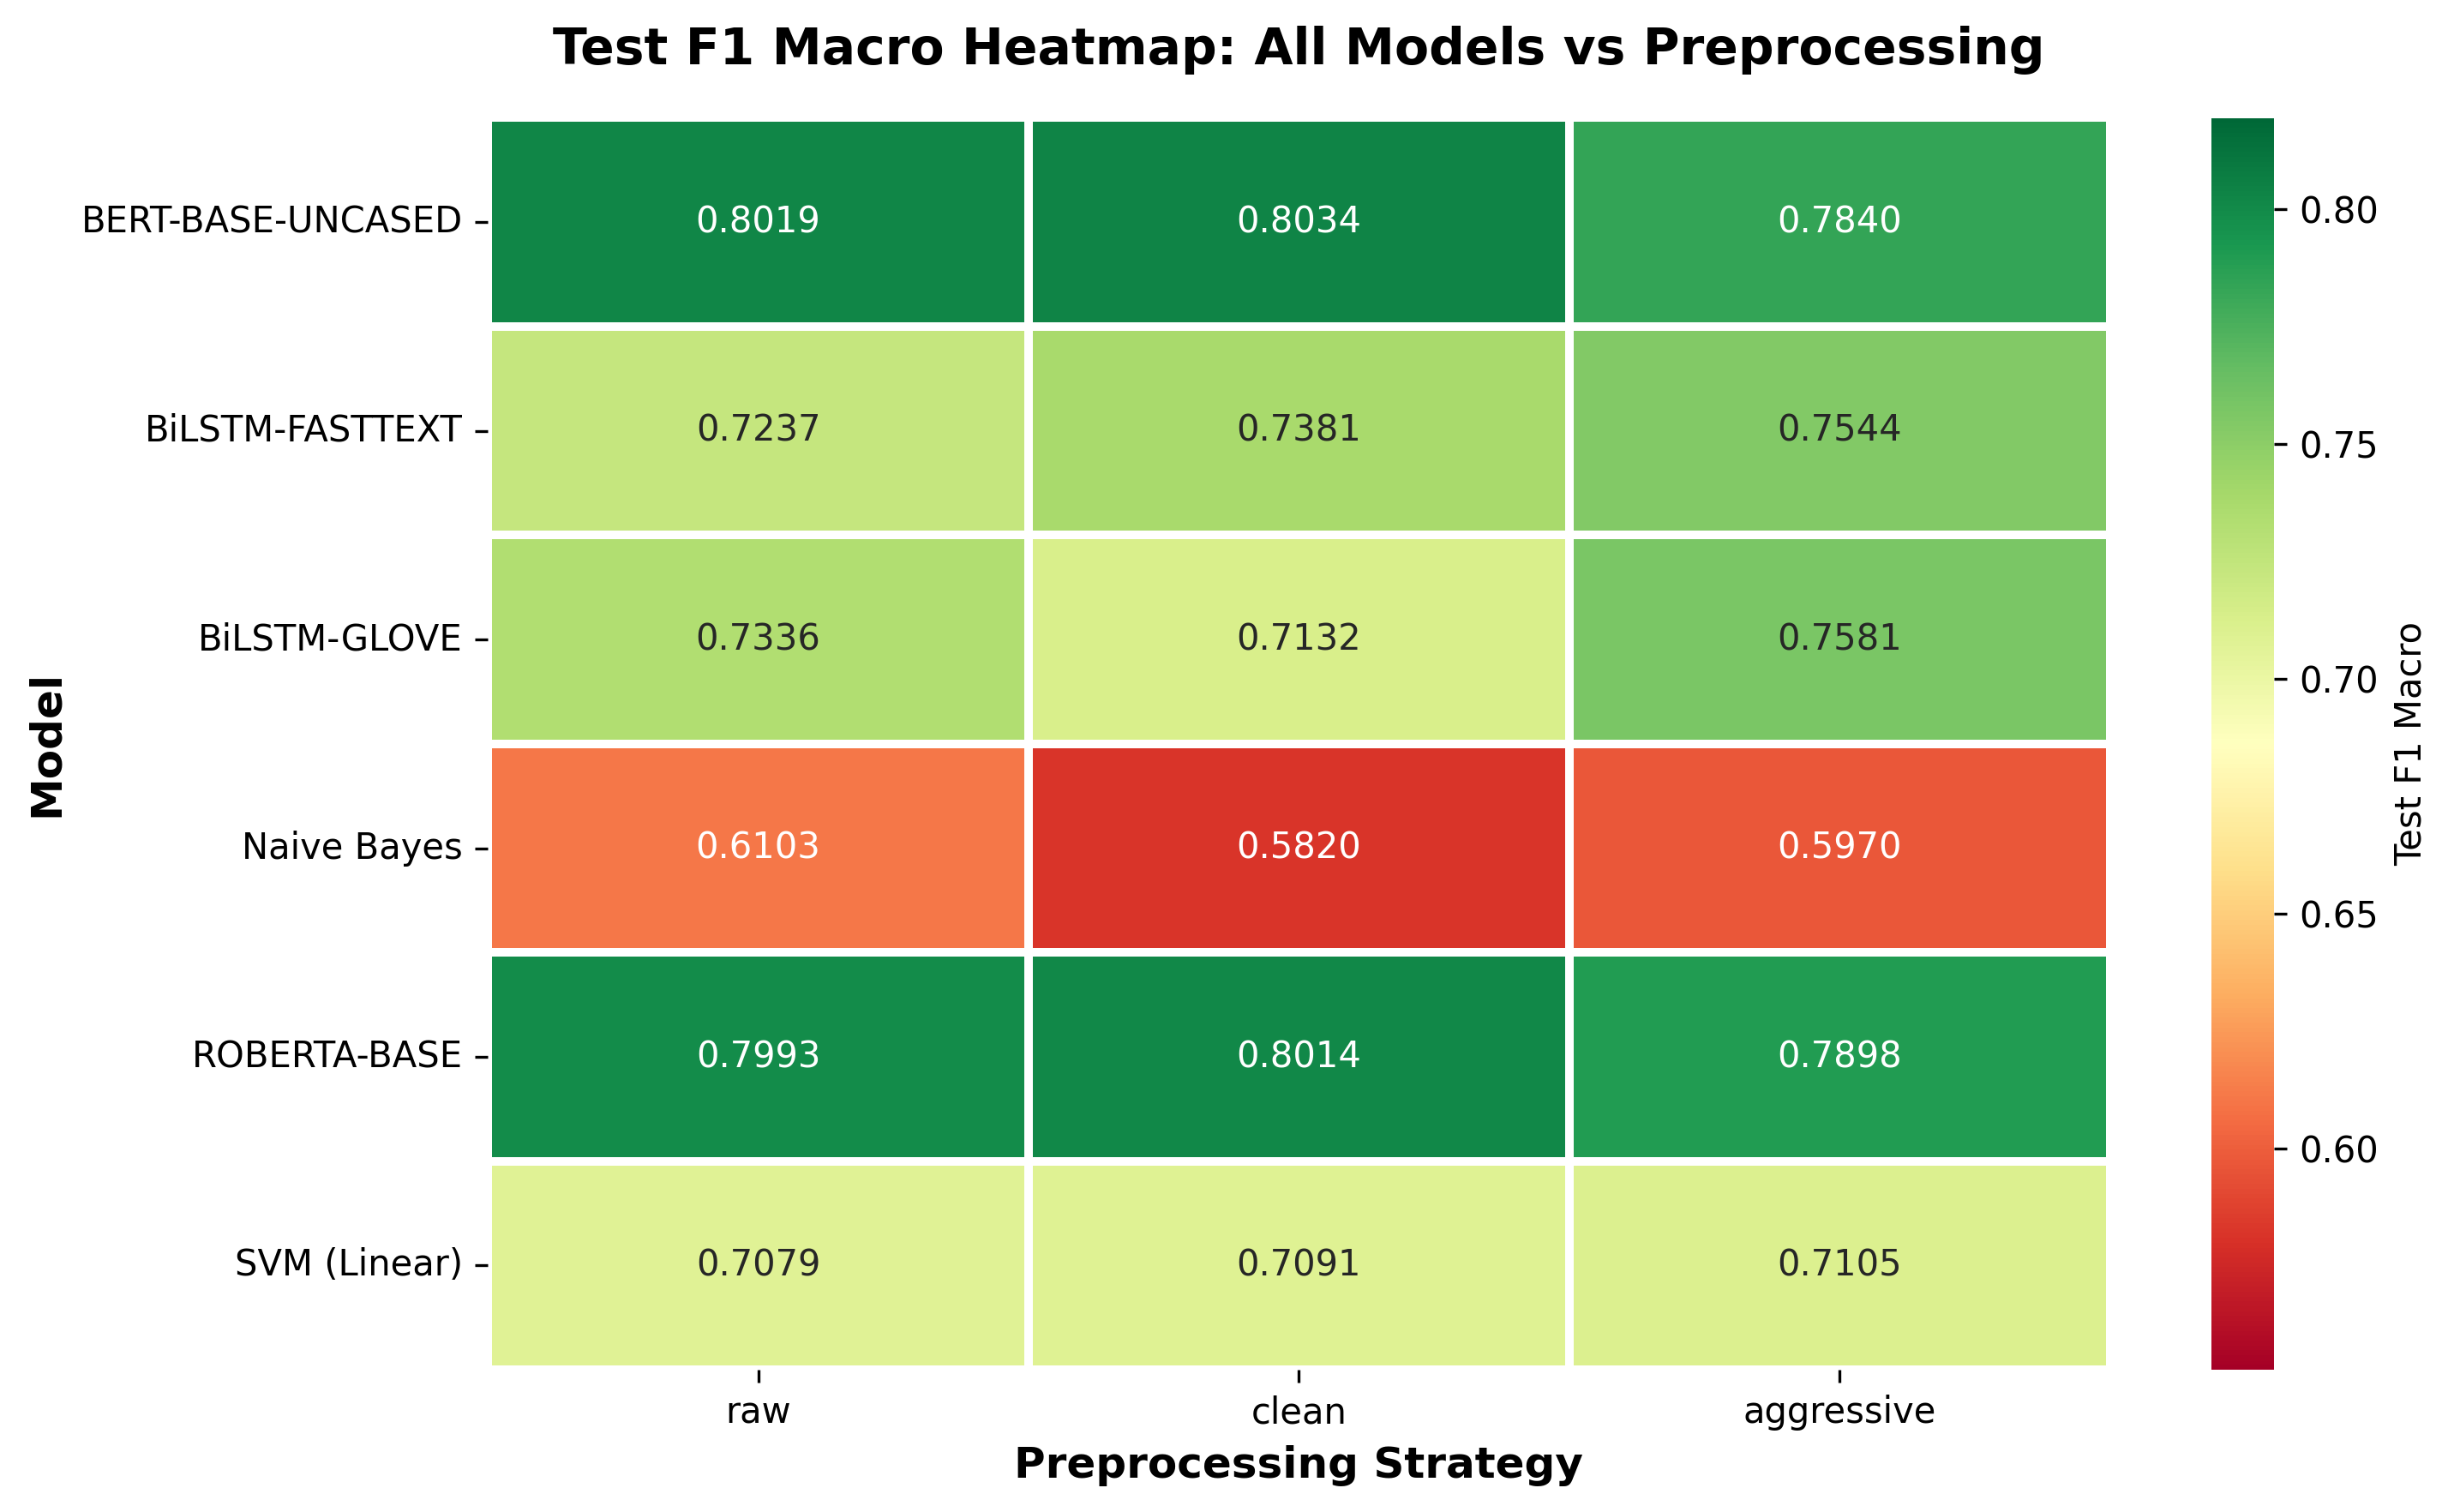 Test F1 Macro Heatmap: All Models vs Preprocessing
Model
BERT-BASE-UNCASED 0.8019 0.8034 0.7840
BiLSTM-FASTTEXT 0.7237 0.7381 0.7544
BiLSTM-GLOVE 0.7336 0.7132 0.7581
Naive Bayes 0.6103 0.5820 0.5970
ROBERTA-BASE 0.7993 0.8014 0.7898
SVM (Linear) 0.7079 0.7091 0.7105
raw clean aggressive
Preprocessing Strategy
0.80
0.75
0.70
0.65
0.60
Test F1 Macro